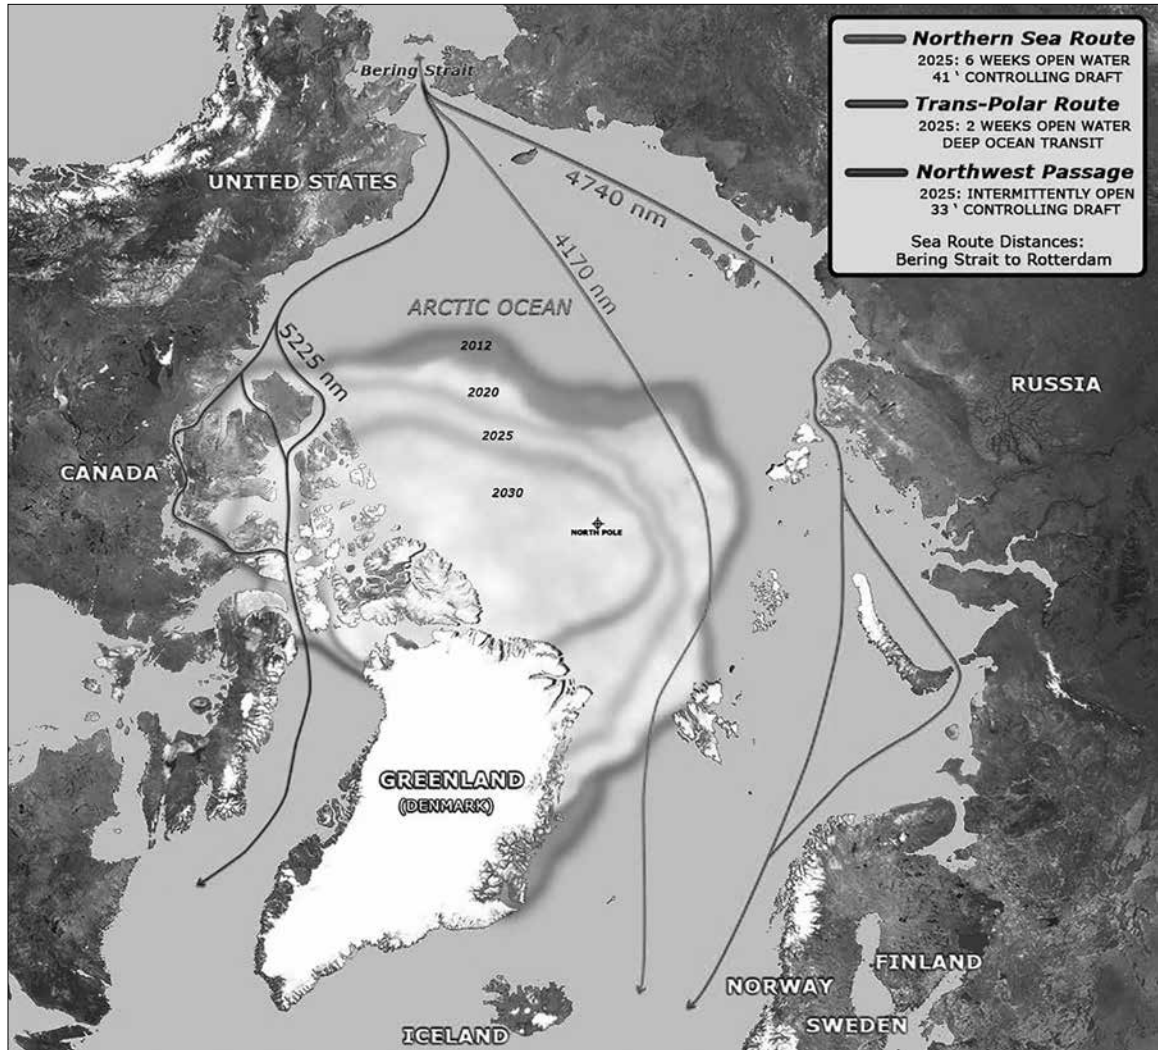 Northern Sea Route
2025: 6 WEEKS OPEN WATER
41 ' CONTROLLING DRAFT
Trans-Polar Route
2025: 2 WEEKS OPEN WATER
DEEP OCEAN TRANSIT
Northwest Passage
2025: INTERMITTENTLY OPEN
33 ' CONTROLLING DRAFT
Sea Route Distances:
Bering Strait to Rotterdam
Bering Strait
UNITED STATES
4740 nm
4170 nm
ARCTIC OCEAN
5225 nm
2012
2020
2025
2030
RUSSIA
CANADA
NORTH POLE
GREENLAND
(DENMARK)
FINLAND
NORWAY
SWEDEN
ICELAND